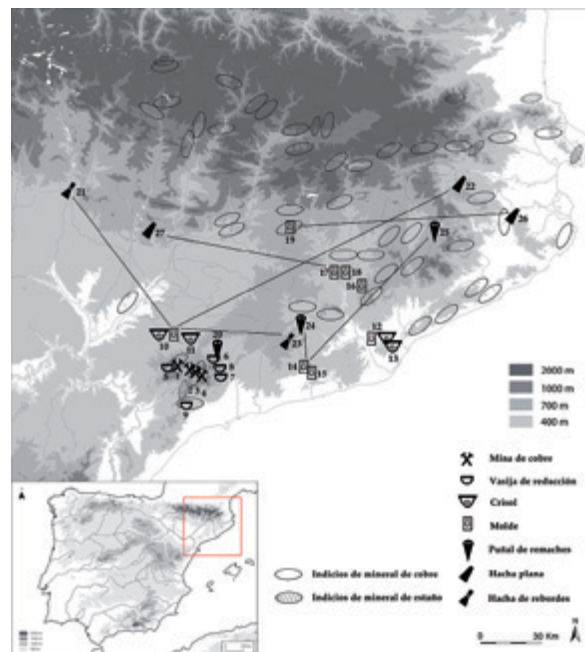 21
22
26
27
19
25
17
18
16
24
23
12
13
10
11
14
15
20
6
8
7
5
9
2000 m
1000 m
700 m
400 m
Mina de cobre
Vasija de reducción
Crisol
Molde
Puñal de remaches
Indicios de mineral de cobre
Hacha plana
Indicios de mineral de estaño
Hacha de rebordes
0
30 Km
N